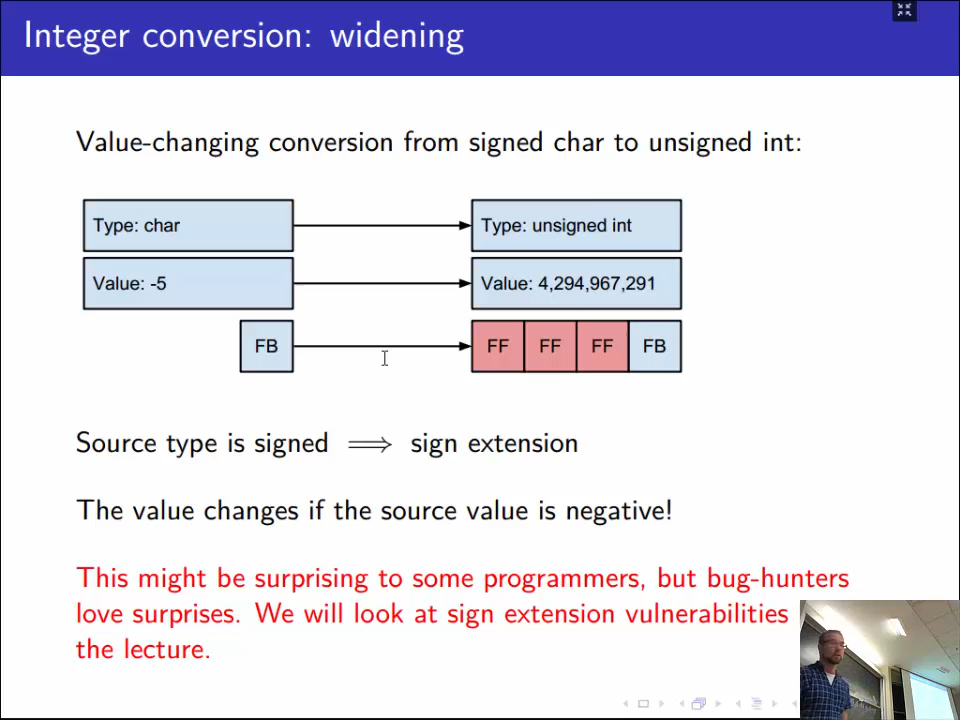 Integer conversion: widening
Value-changing conversion from signed char to unsigned int:
Type: char
Type: unsigned int
Value: -5
Value: 4,294,967,291
FB
FF FF FF FB
Source type is signed ⟹ sign extension
The value changes if the source value is negative!
This might be surprising to some programmers, but bug-hunters
love surprises. We will look at sign extension vulnerabilities
the lecture.